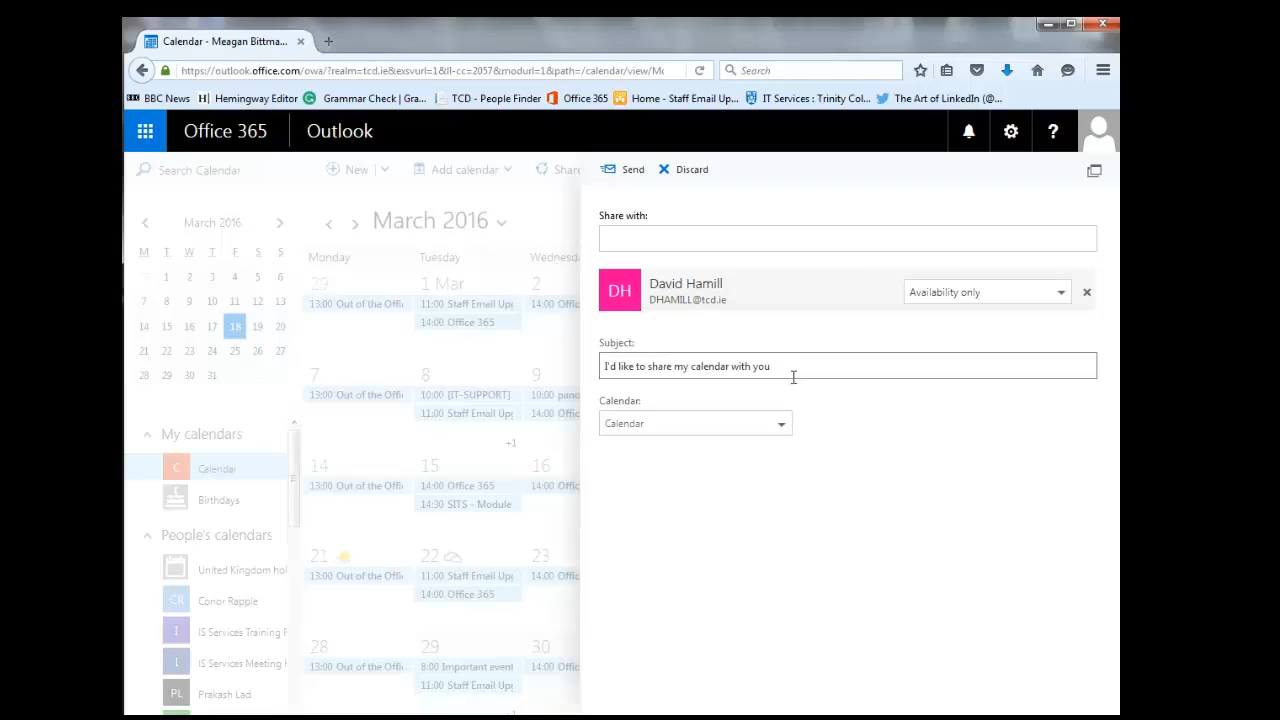 Calendar - Meagan Bittma...
https://outlook.office.com/owa/?realm=tcd.ie&exsvurl=1&ll-cc=2057&modurl=1&path=/calendar/view/Mc
Search
BBC News
Hemingway Editor
Grammar Check | Gra...
TCD - People Finder
Office 365
Home - Staff Email Up...
IT Services : Trinity Col...
The Art of LinkedIn (@...
Office 365
Outlook
?
Search Calendar
New
Add calendar
Share
Send
Discard
March 2016
M T W T F S S
1 2 3 4 5 6
7 8 9 10 11 12 13
14 15 16 17 18 19 20
21 22 23 24 25 26 27
28 29 30 31
My calendars
C Calendar
Birthdays
People's calendars
United Kingdom hol
CR Conor Rapple
I IS Services Training
I IS Services Meeting
PL Prakash Lad
March 2016
Monday Tuesday Wednesda
29 1 Mar 2
13:00 Out of the Offi 11:00 Staff Email Upg 14:00 Offic
14:00 Office 365
7 8 9
13:00 Out of the Offi 10:00 [IT-SUPPORT] 10:00 pano
11:00 Staff Email Upg 14:00 Offic
+1
14 15 16
13:00 Out of the Offi 14:00 Office 365 14:00 Offic
14:30 SITS - Module
21 22 23
13:00 Out of the Offi 11:00 Staff Email Upg 14:00 Offic
14:00 Office 365
28 29 30
13:00 Out of the Offi 8:00 Important event 14:00 Offic
11:00 Staff Email Upg
Share with:
DH
David Hamill
DHAMILL@tcd.ie
Availability only
Subject:
I'd like to share my calendar with you
Calendar:
Calendar